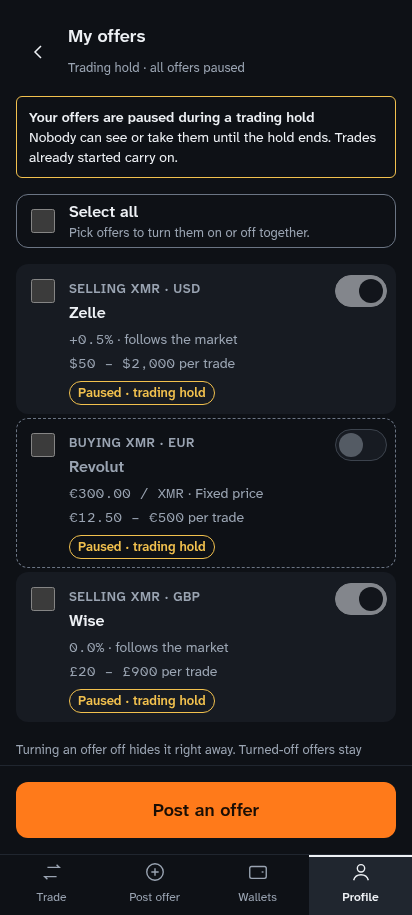 My offers
Trading hold · all offers paused
Your offers are paused during a trading hold
Nobody can see or take them until the hold ends. Trades
already started carry on.
Select all
Pick offers to turn them on or off together.
SELLING XMR · USD
Zelle
+0.5% · follows the market
$50 – $2,000 per trade
Paused · trading hold
BUYING XMR · EUR
Revolut
€300.00 / XMR · Fixed price
€12.50 – €500 per trade
Paused · trading hold
SELLING XMR · GBP
Wise
0.0% · follows the market
£20 – £900 per trade
Paused · trading hold
Turning an offer off hides it right away. Turned-off offers stay
Post an offer
Trade
Post offer
Wallets
Profile